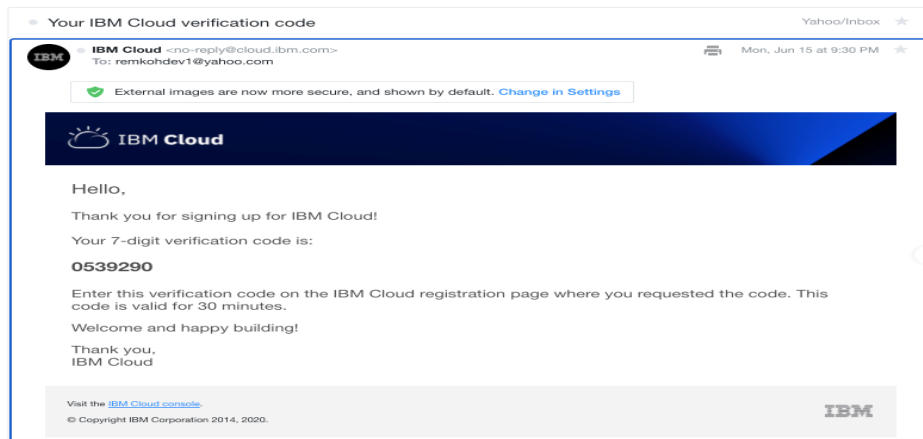 Your IBM Cloud verification code
Yahoo/Inbox
IBM
IBM Cloud <no-reply@cloud.ibm.com>
Mon, Jun 15 at 9:30 PM
To: remkohdev1@yahoo.com
External images are now more secure, and shown by default. Change in Settings
IBM Cloud
Hello,
Thank you for signing up for IBM Cloud!
Your 7-digit verification code is:
0539290
Enter this verification code on the IBM Cloud registration page where you requested the code. This
code is valid for 30 minutes.
Welcome and happy building!
Thank you,
IBM Cloud
Visit the IBM Cloud console.
© Copyright IBM Corporation 2014, 2020.
IBM